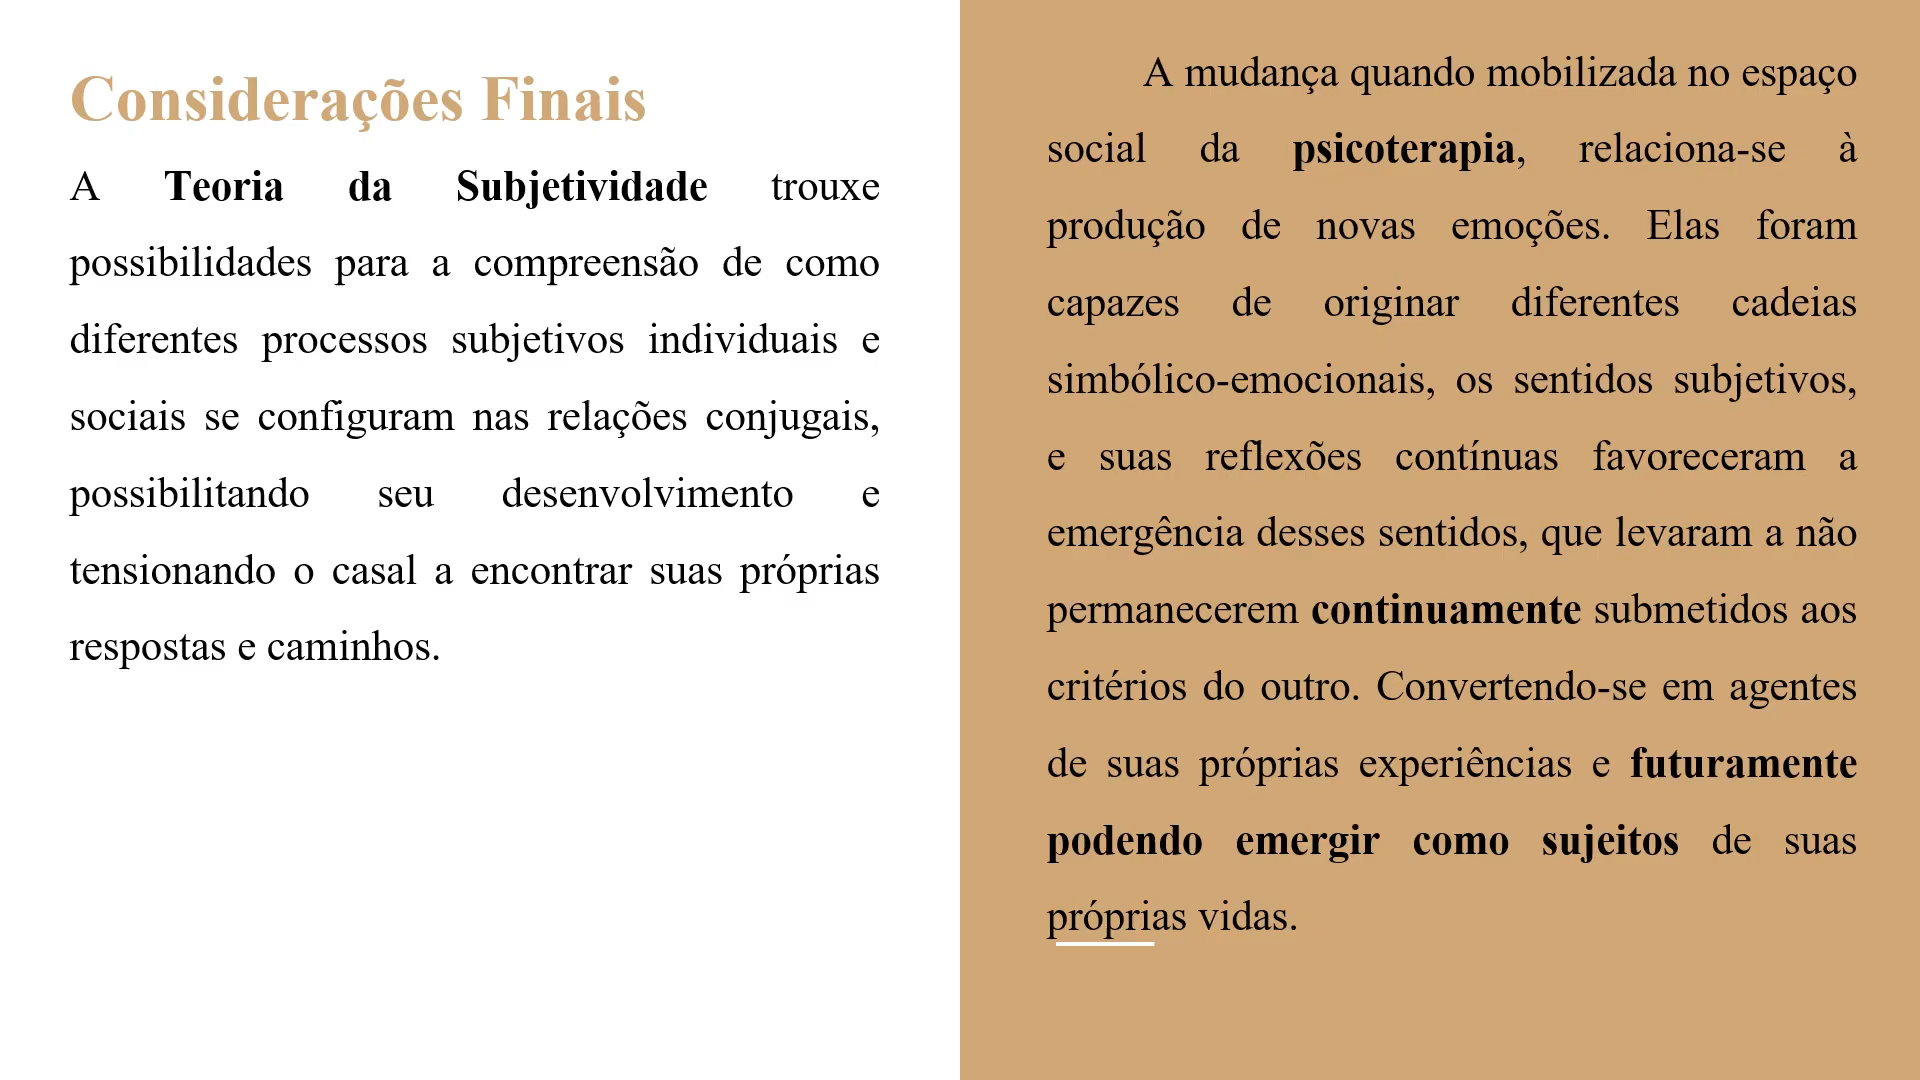 Considerações Finais
A Teoria da Subjetividade trouxe
possibilidades para a compreensão de como
diferentes processos subjetivos individuais e
sociais se configuram nas relações conjugais,
possibilitando seu desenvolvimento e
tensionando o casal a encontrar suas próprias
respostas e caminhos.
A mudança quando mobilizada no espaço
social da psicoterapia, relaciona-se à
produção de novas emoções. Elas foram
capazes de originar diferentes cadeias
simbólico-emocionais, os sentidos subjetivos,
e suas reflexões contínuas favoreceram a
emergência desses sentidos, que levaram a não
permanecerem continuamente submetidos aos
critérios do outro. Convertendo-se em agentes
de suas próprias experiências e futuramente
podendo emergir como sujeitos de suas
próprias vidas.